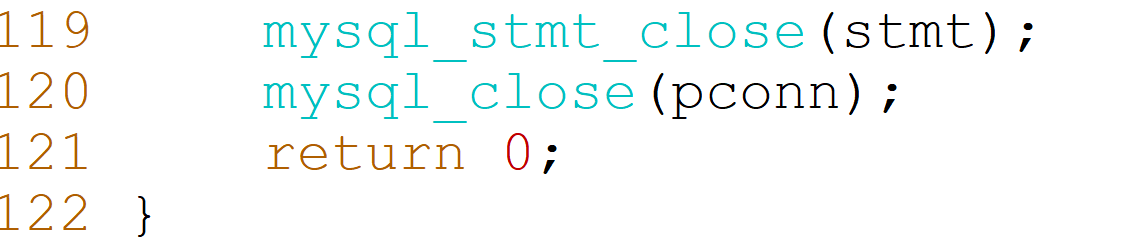 119         mysql_stmt_close(stmt);
120         mysql_close(pconn);
121         return 0;
122 }